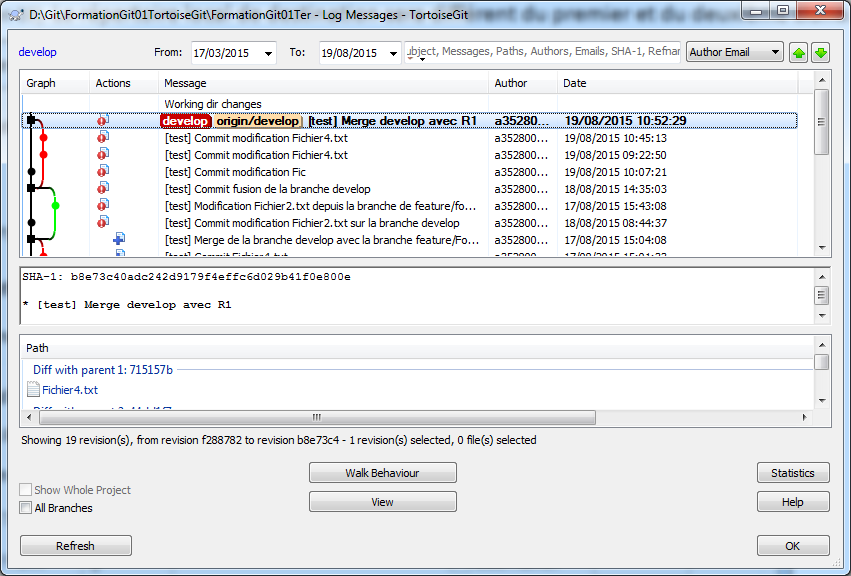 D:\Git\FormationGit01TortoiseGit\FormationGit01Ter - Log Messages - TortoiseGit
develop From: 17/03/2015 To: 19/08/2015 Subject, Messages, Paths, Authors, Emails, SHA-1, Refnam Author Email
Graph Actions Message Author Date
Working dir changes
develop origin/develop [test] Merge develop avec R1 a352800... 19/08/2015 10:52:29
[test] Commit modification Fichier4.txt a352800... 19/08/2015 10:45:13
[test] Commit modification Fichier4.txt a352800... 19/08/2015 09:22:50
[test] Commit modification Fic a352800... 19/08/2015 10:07:21
[test] Commit fusion de la branche develop a352800... 18/08/2015 14:35:03
[test] Modification Fichier2.txt depuis la branche de feature/fo... a352800... 17/08/2015 15:43:08
[test] Commit modification Fichier2.txt sur la branche develop a352800... 18/08/2015 08:44:37
[test] Merge de la branche develop avec la branche feature/Fo... a352800... 17/08/2015 15:04:08
SHA-1: b8e73c40adc242d9179f4effc6d029b41f0e800e
* [test] Merge develop avec R1
Path
Diff with parent 1: 715157b
Fichier4.txt
Showing 19 revision(s), from revision f288782 to revision b8e73c4 - 1 revision(s) selected, 0 file(s) selected
Walk Behaviour Statistics
Show Whole Project
View Help
All Branches
Refresh OK